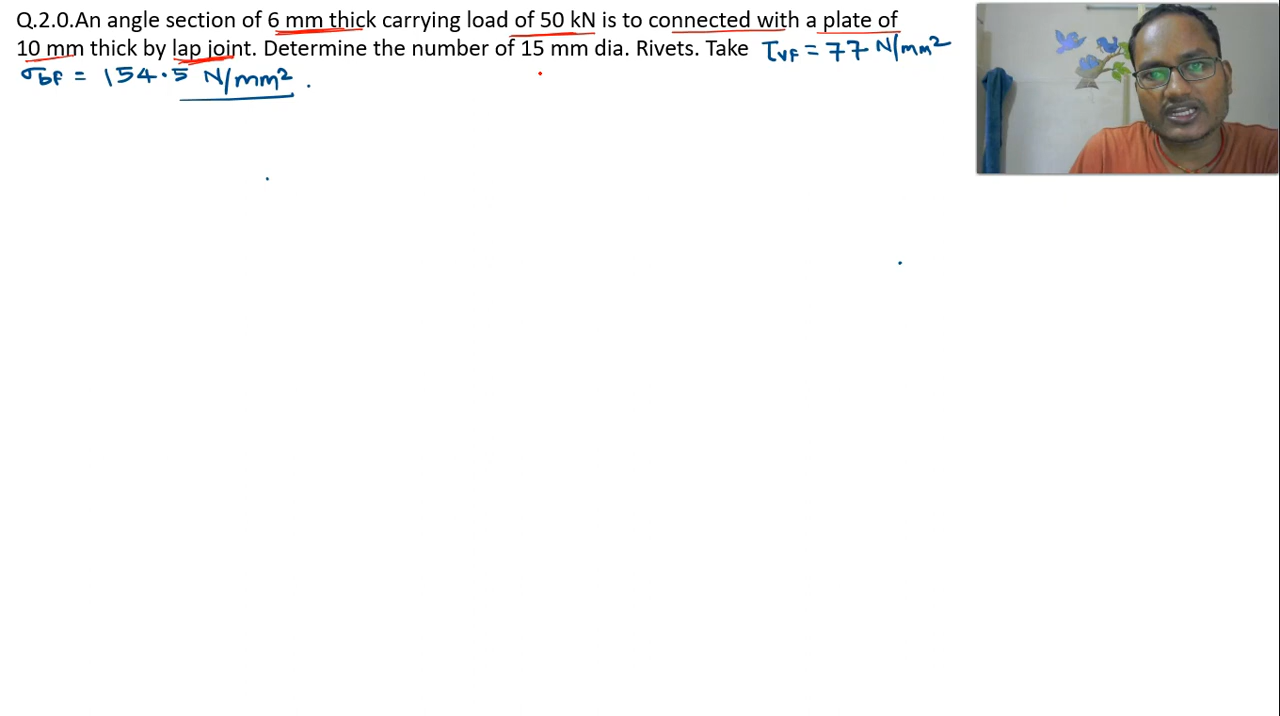 Q.2.0.An angle section of 6 mm thick carrying load of 50 kN is to connected with a plate of
10 mm thick by lap joint. Determine the number of 15 mm dia. Rivets. Take τvf = 77 N/mm²
σbf = 154.5 N/mm².